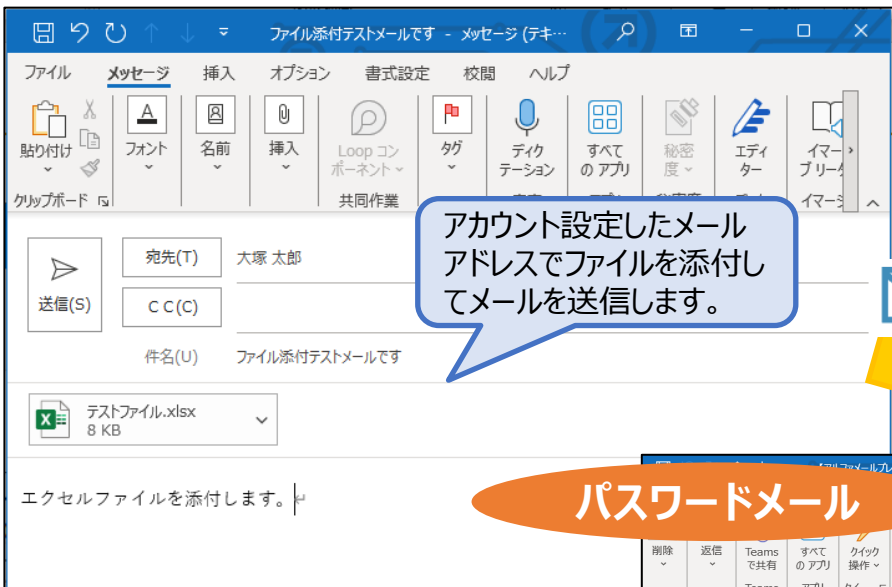 ファイル添付テストメールです - メッセージ (テキ…
ファイル メッセージ 挿入 オプション 書式設定 校閲 ヘルプ
貼り付け
フォント
名前
挿入
Loop コン
ポーネント
タグ
ディク
テーション
すべて
の アプリ
秘密
度
エディ
ター
イマー
ブ リー
クリップボード
共同作業
イマーシ
アカウント設定したメール
アドレスでファイルを添付し
てメールを送信します。
送信(S)
宛先(T) 大塚 太郎
C C(C)
件名(U) ファイル添付テストメールです
テストファイル.xlsx
8 KB
エクセルファイルを添付します。
パスワードメール
削除
返信
Teams
で共有
すべて
の アプリ
クイック
操作